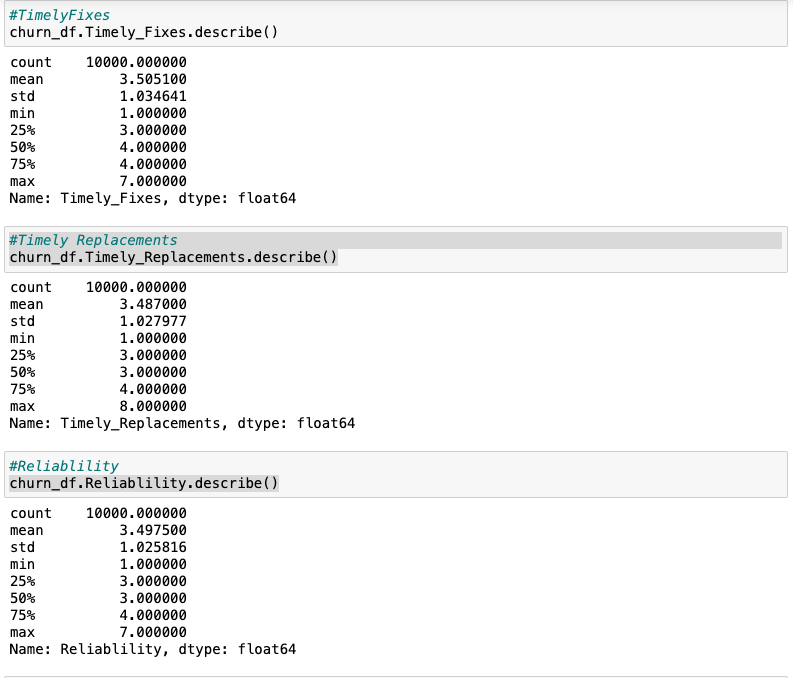 #TimelyFixes
churn_df.Timely_Fixes.describe()
count    10000.000000
mean         3.505100
std          1.034641
min          1.000000
25%          3.000000
50%          4.000000
75%          4.000000
max          7.000000
Name: Timely_Fixes, dtype: float64
#Timely Replacements
churn_df.Timely_Replacements.describe()
count    10000.000000
mean         3.487000
std          1.027977
min          1.000000
25%          3.000000
50%          3.000000
75%          4.000000
max          8.000000
Name: Timely_Replacements, dtype: float64
#Reliablility
churn_df.Reliablility.describe()
count    10000.000000
mean         3.497500
std          1.025816
min          1.000000
25%          3.000000
50%          3.000000
75%          4.000000
max          7.000000
Name: Reliablility, dtype: float64